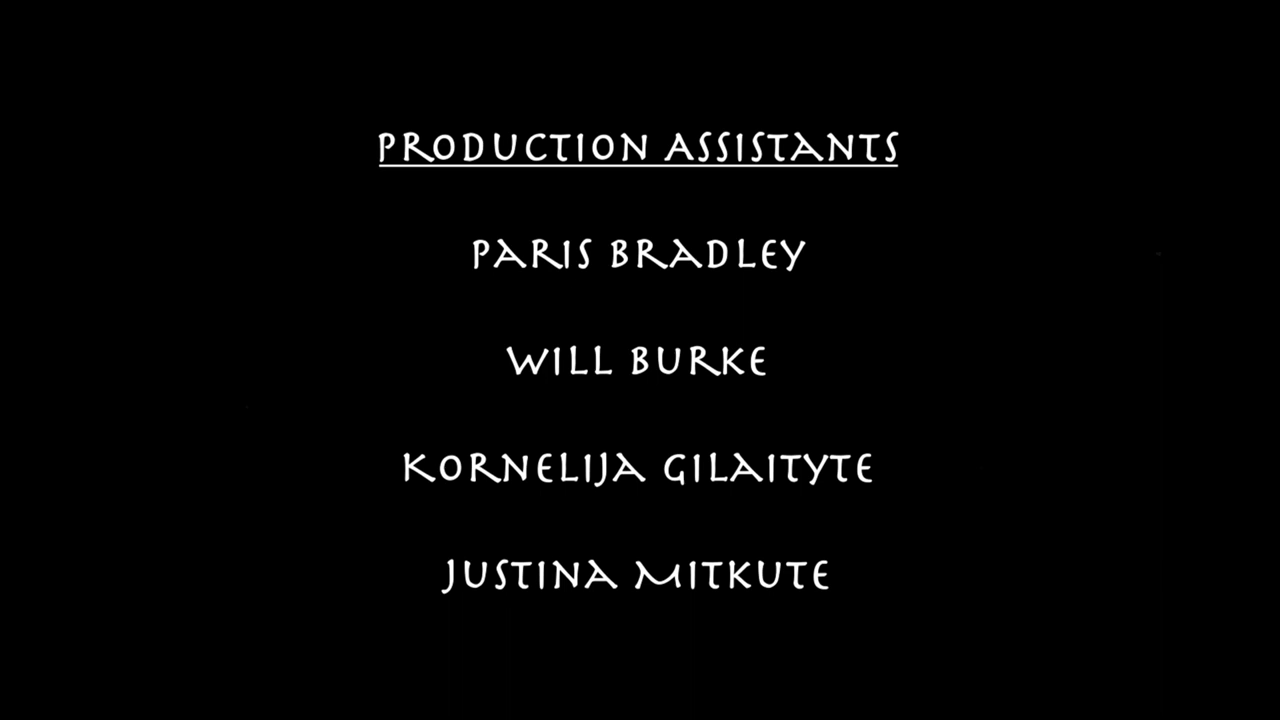 PRODUCTION ASSISTANTS
PARIS BRADLEY
WILL BURKE
KORNELIJA GILAITYTE
JUSTINA MITKUTE